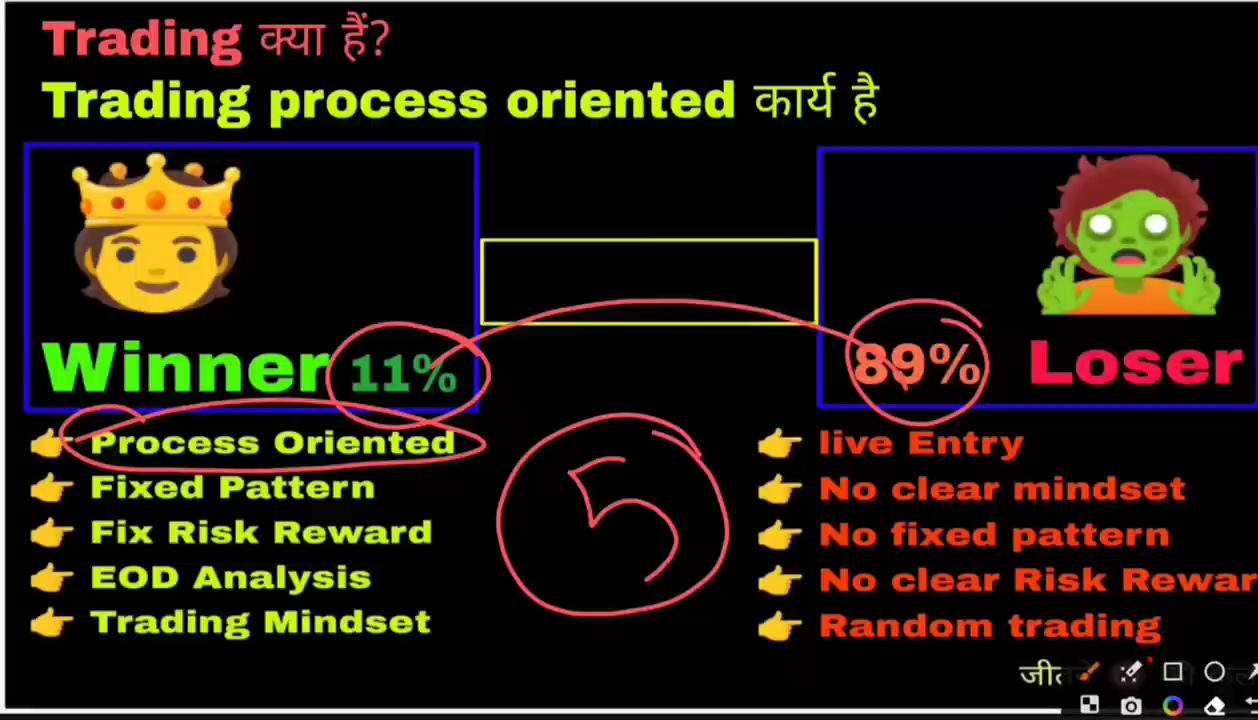 Trading क्या हैं?
Trading process oriented कार्य है
Winner 11%
89% Loser
👉 Process Oriented
👉 Fixed Pattern
👉 Fix Risk Reward
👉 EOD Analysis
👉 Trading Mindset
5
👉 live Entry
👉 No clear mindset
👉 No fixed pattern
👉 No clear Risk Rewar
👉 Random trading